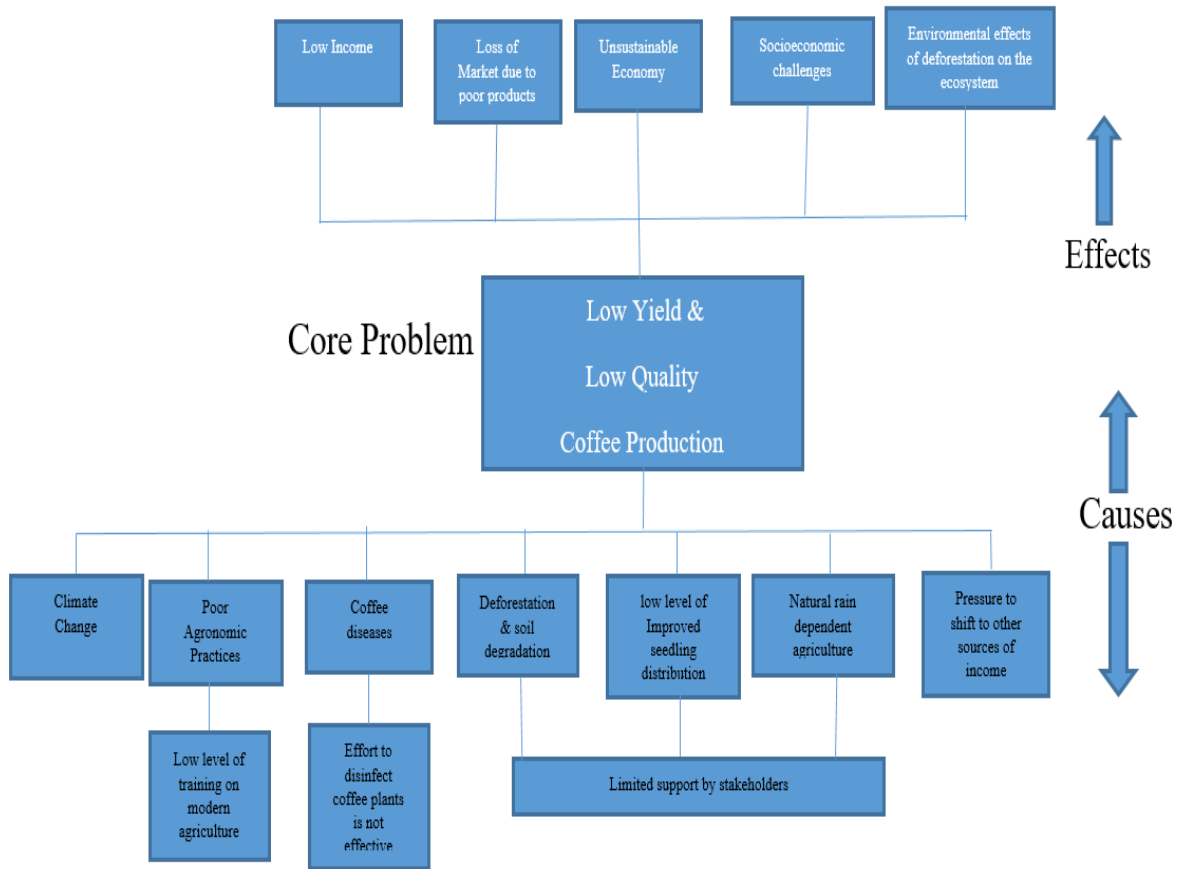 Low Income
Loss of
Market due to
poor products
Unsustainable
Economy
Socioeconomic
challenges
Environmental effects
of deforestation on the
ecosystem
Effects
Core Problem
Low Yield &
Low Quality
Coffee Production
Causes
Climate
Change
Poor
Agronomic
Practices
Coffee
diseases
Deforestation
& soil
degradation
low level of
Improved
seedling
distribution
Natural rain
dependent
agriculture
Pressure to
shift to other
sources of
income
Low level of
training on
modern
agriculture
Effort to
disinfect
coffee plants
is not
effective
Limited support by stakeholders